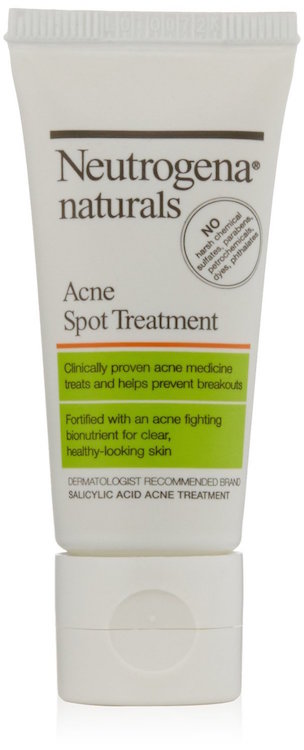 Neutrogena®
naturals
NO
harsh chemical
sulfates, parabens,
petrochemicals,
dyes, phthalates
Acne
Spot Treatment
Clinically proven acne medicine
treats and helps prevent breakouts
Fortified with an acne fighting
bionutrient for clear,
healthy-looking skin
DERMATOLOGIST RECOMMENDED BRAND
SALICYLIC ACID ACNE TREATMENT